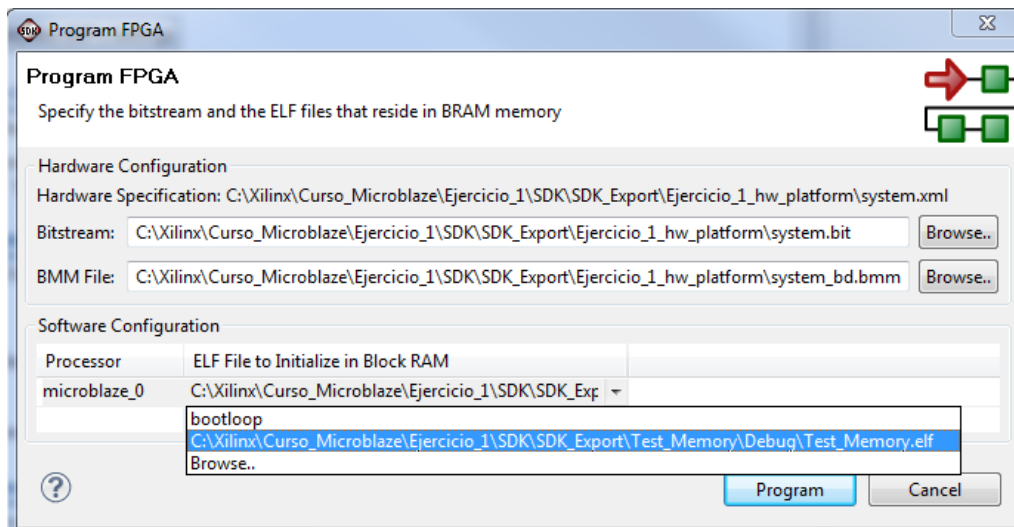 SDK Program FPGA
Program FPGA
Specify the bitstream and the ELF files that reside in BRAM memory
Hardware Configuration
Hardware Specification: C:\Xilinx\Curso_Microblaze\Ejercicio_1\SDK\SDK_Export\Ejercicio_1_hw_platform\system.xml
Bitstream: C:\Xilinx\Curso_Microblaze\Ejercicio_1\SDK\SDK_Export\Ejercicio_1_hw_platform\system.bit Browse..
BMM File: C:\Xilinx\Curso_Microblaze\Ejercicio_1\SDK\SDK_Export\Ejercicio_1_hw_platform\system_bd.bmm Browse..
Software Configuration
Processor ELF File to Initialize in Block RAM
microblaze_0 C:\Xilinx\Curso_Microblaze\Ejercicio_1\SDK\SDK_Exp
bootloop
C:\Xilinx\Curso_Microblaze\Ejercicio_1\SDK\SDK_Export\Test_Memory\Debug\Test_Memory.elf
Browse..
? Program Cancel